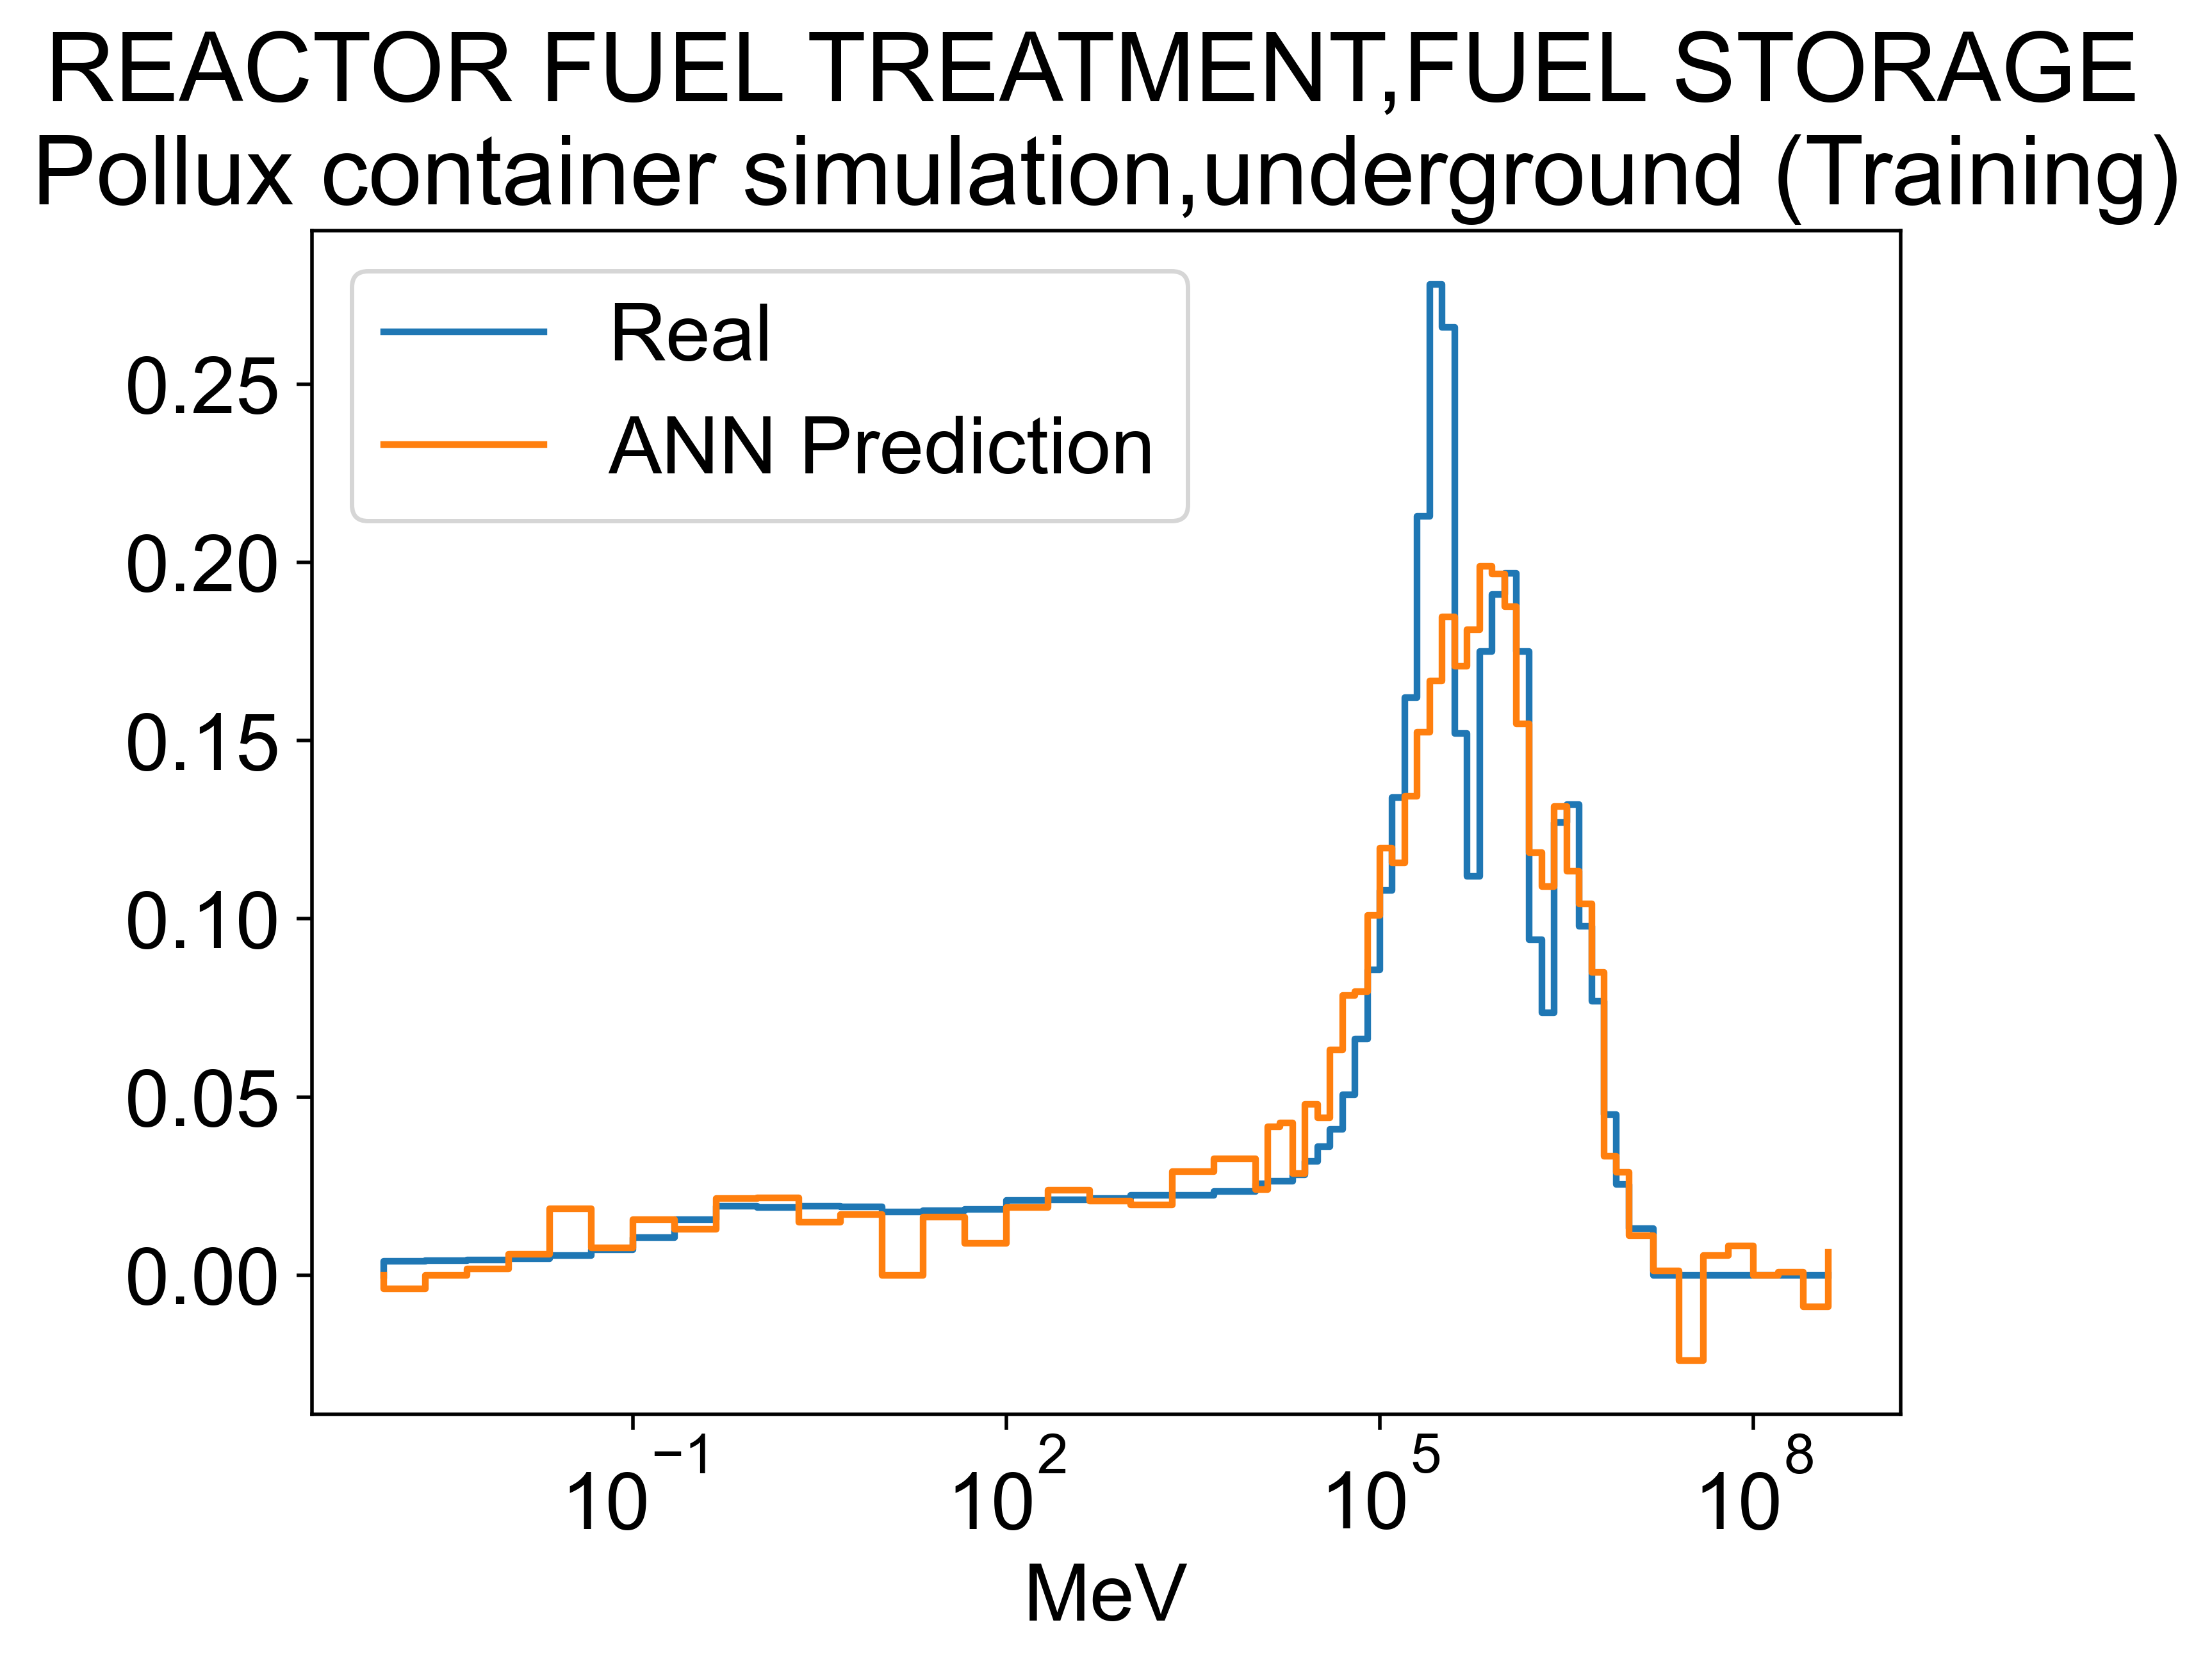 REACTOR FUEL TREATMENT,FUEL STORAGE
Pollux container simulation,underground (Training)
Real
ANN Prediction
0.25
0.20
0.15
0.10
0.05
0.00
10⁻¹ 10² 10⁵ 10⁸
MeV